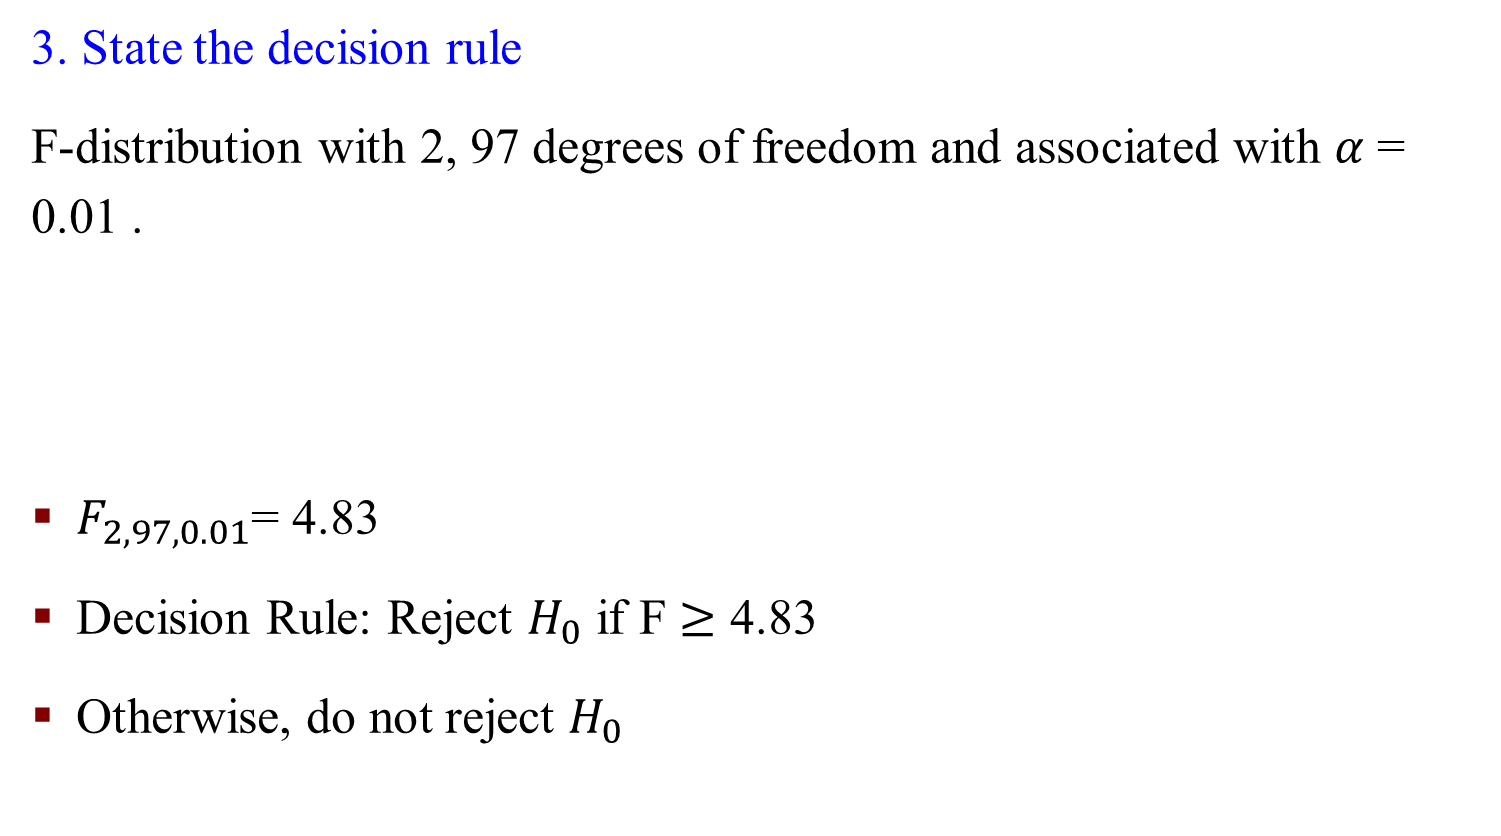 3. State the decision rule
F-distribution with 2, 97 degrees of freedom and associated with 𝛼 =
0.01 .
▪ 𝐹2,97,0.01= 4.83
▪ Decision Rule: Reject 𝐻0 if F ≥ 4.83
▪ Otherwise, do not reject 𝐻0